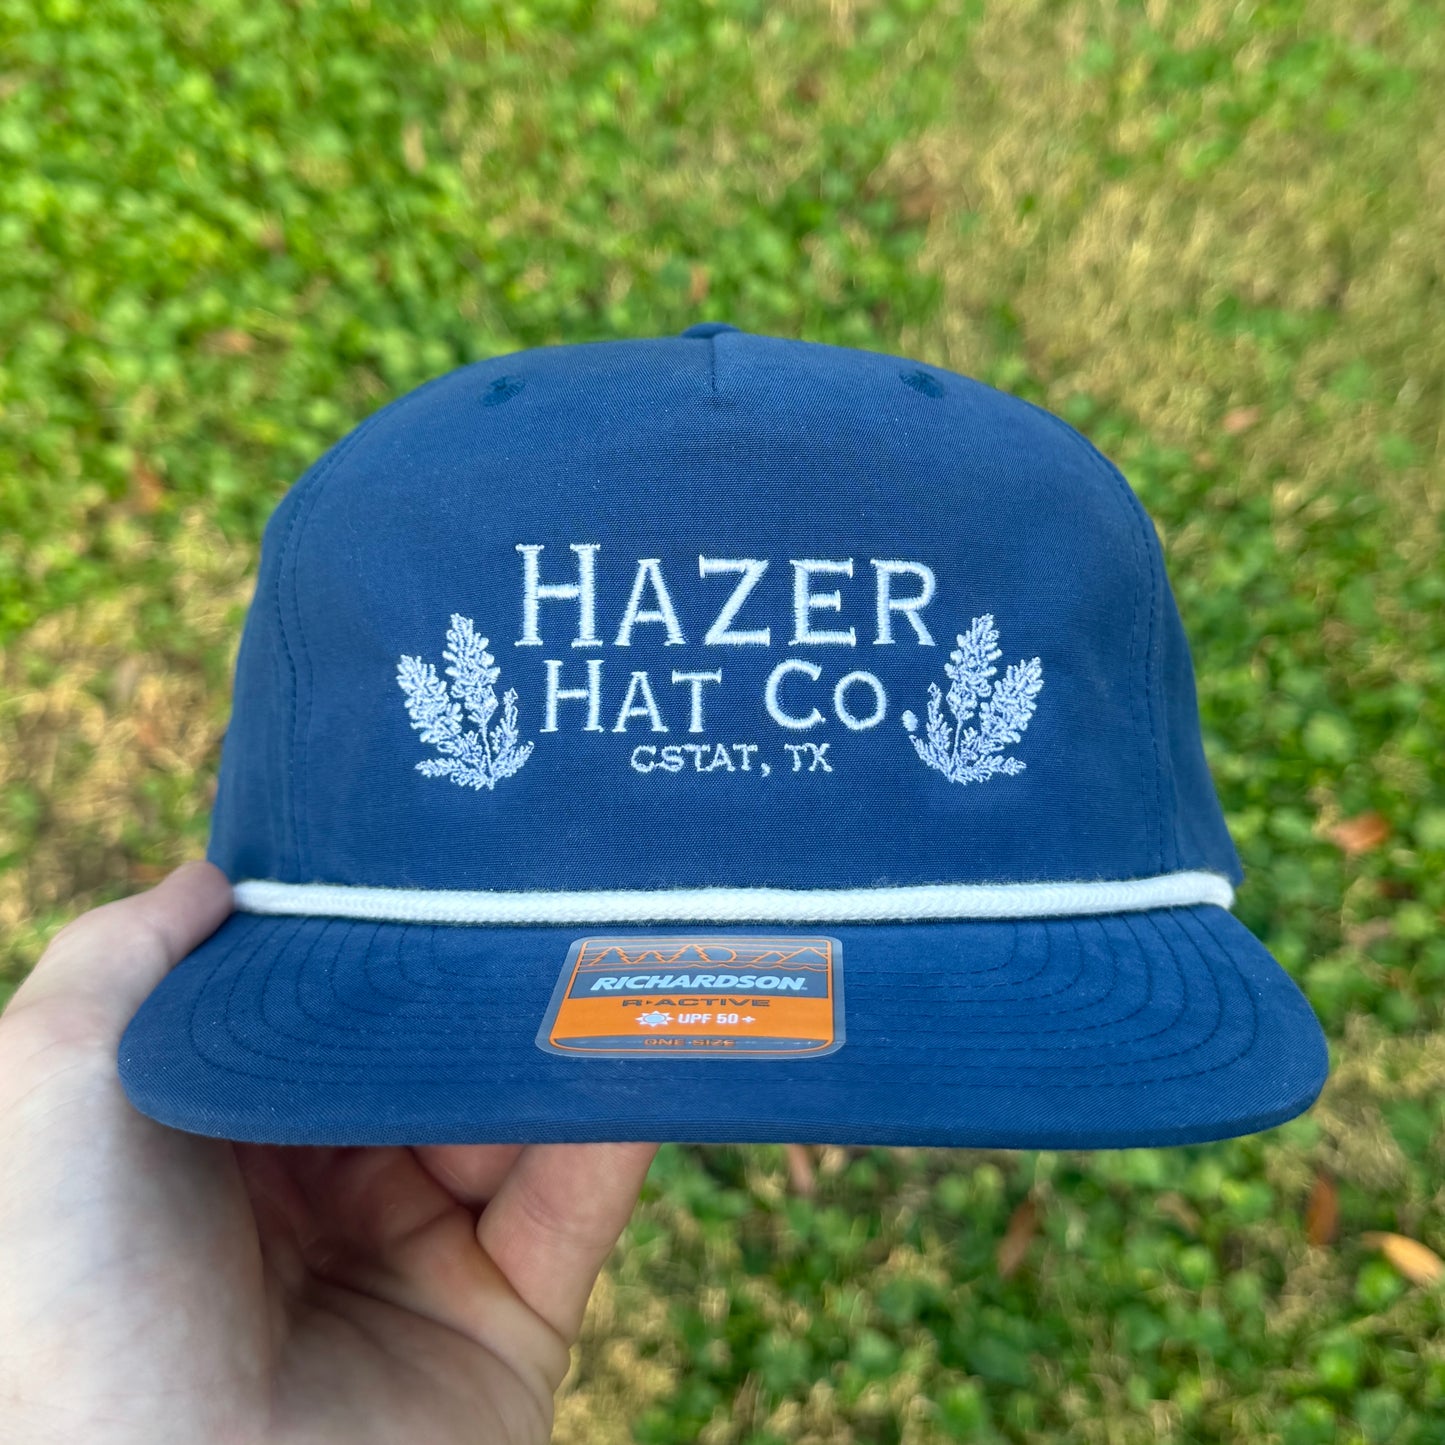 HAZER
HAT CO.
CSTAT, TX
RICHARDSON
R▸ACTIVE
UPF 50+
ONE SIZE